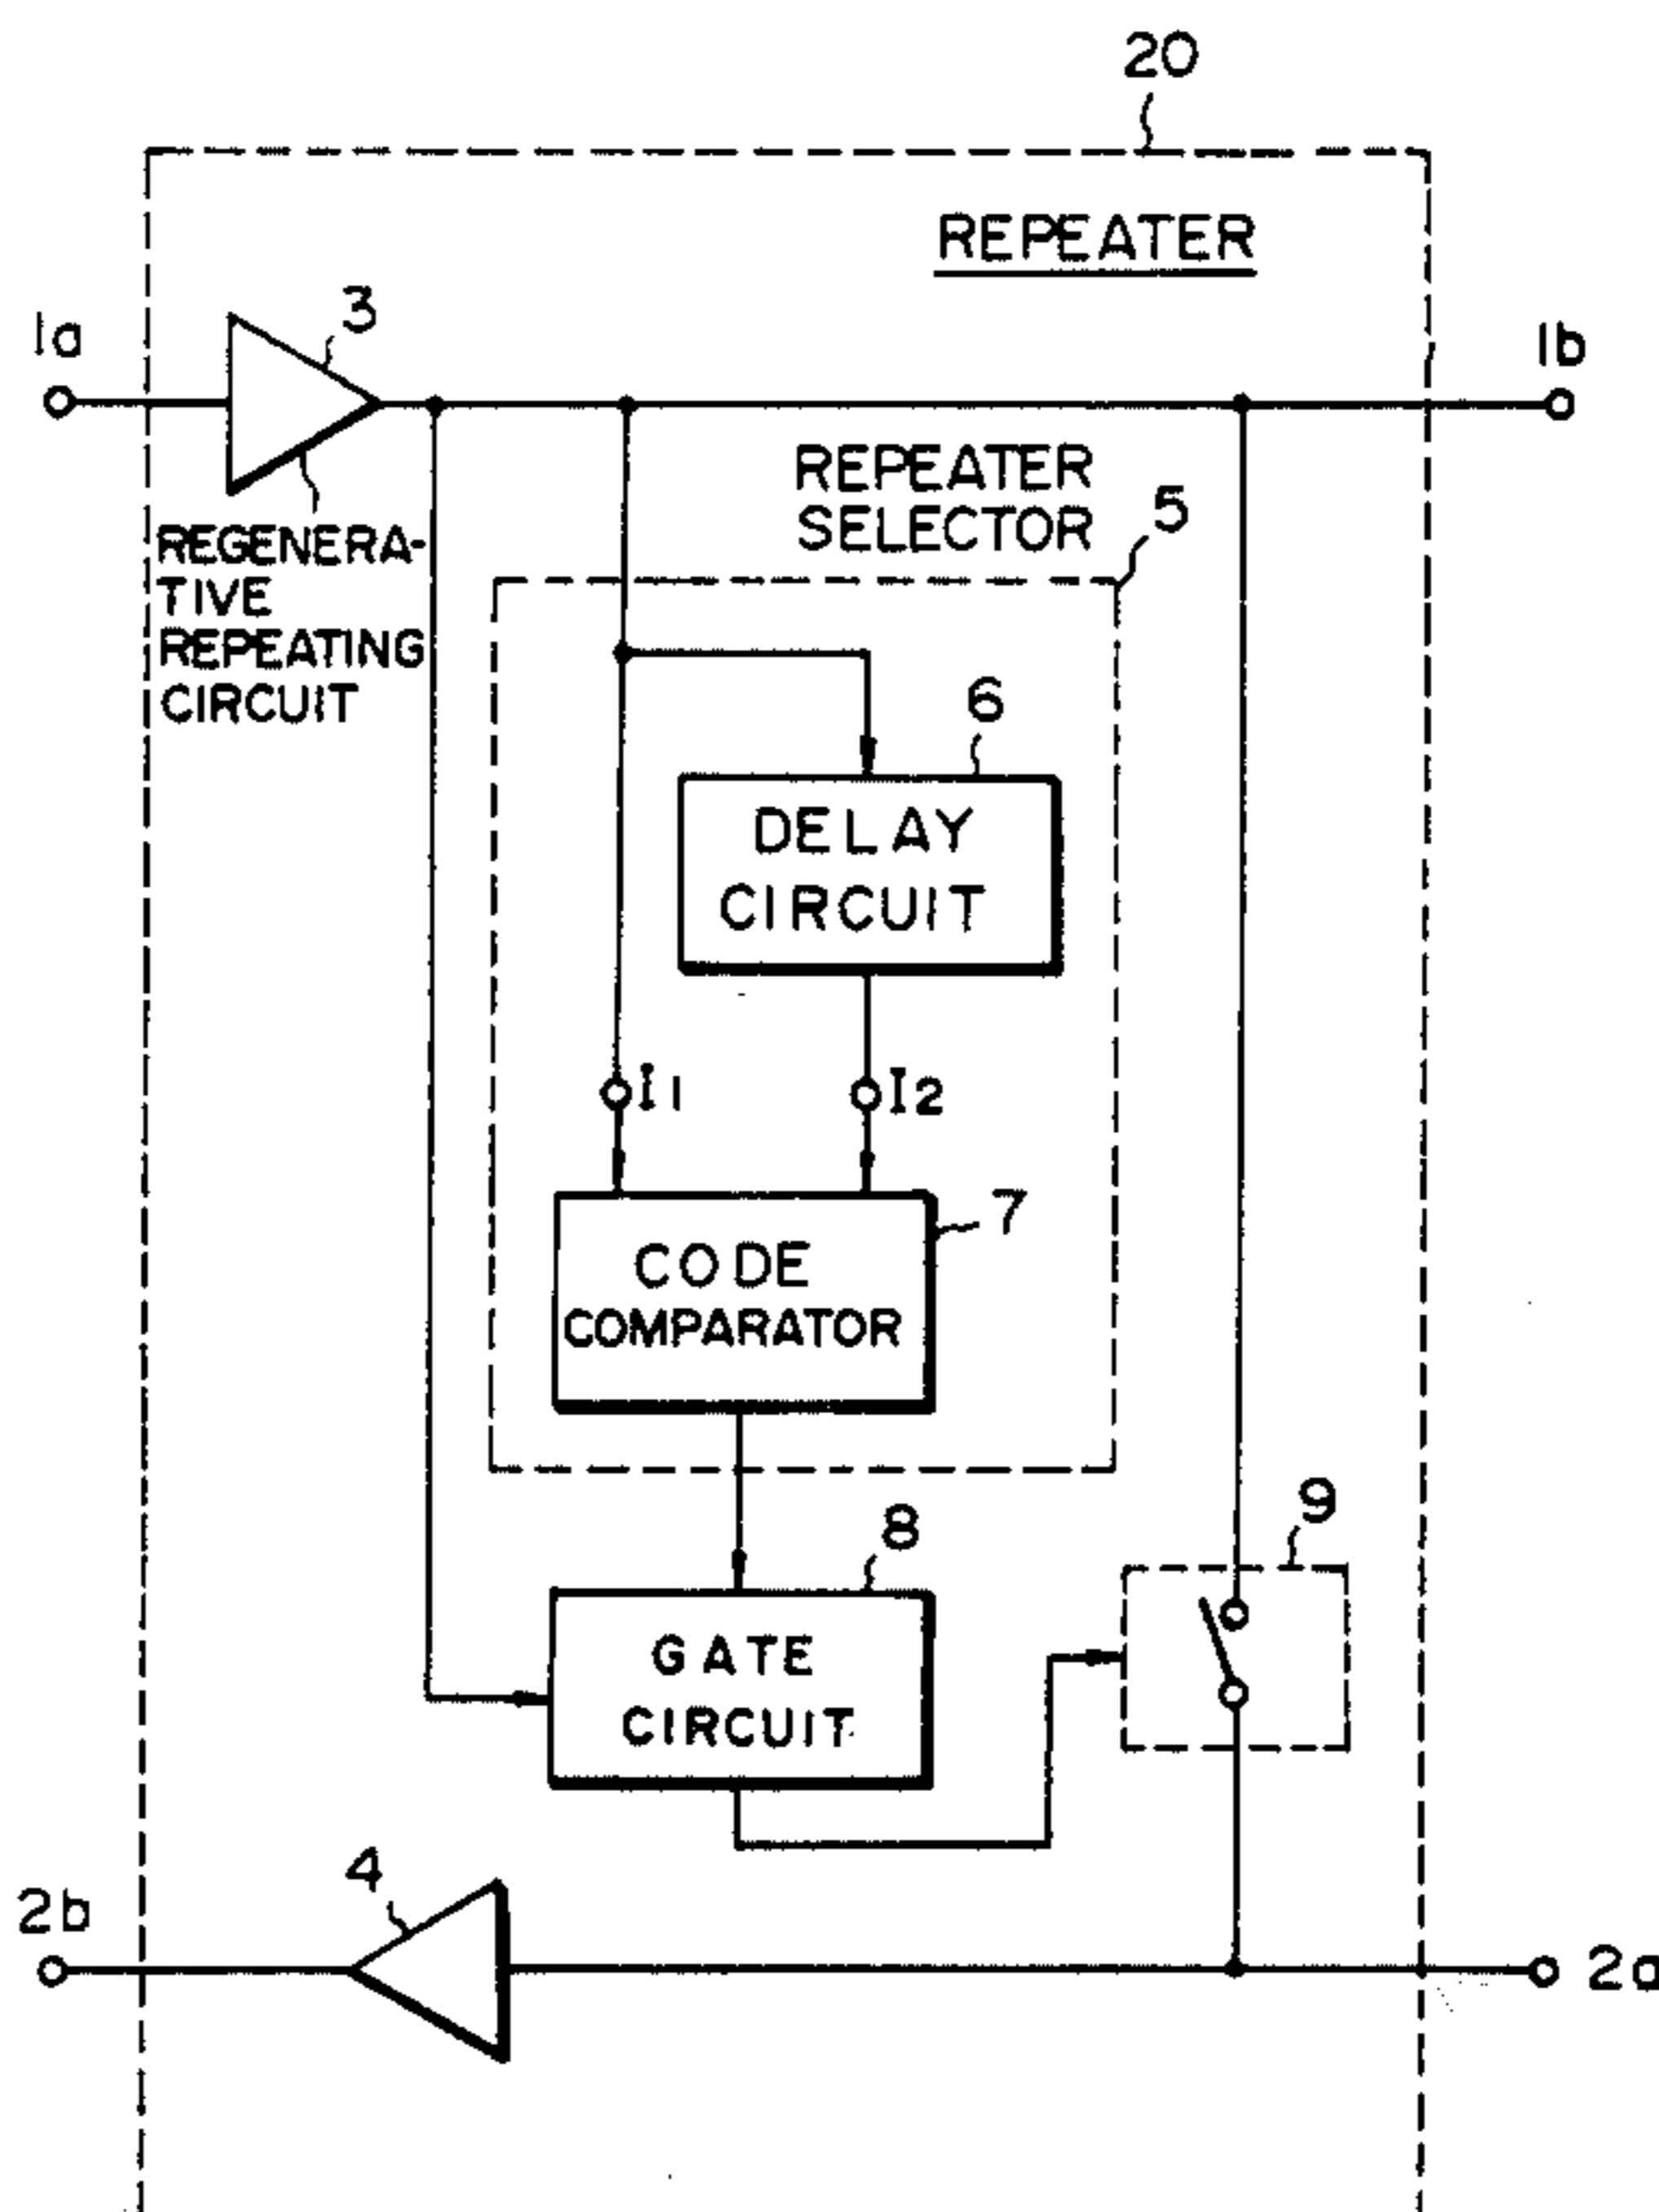 20
REPEATER
1a
3
1b
REPEATER
SELECTOR
5
REGENERA-
TIVE
REPEATING
CIRCUIT
6
DELAY
CIRCUIT
I1
I2
7
CODE
COMPARATOR
8
9
GATE
CIRCUIT
4
2b
2a